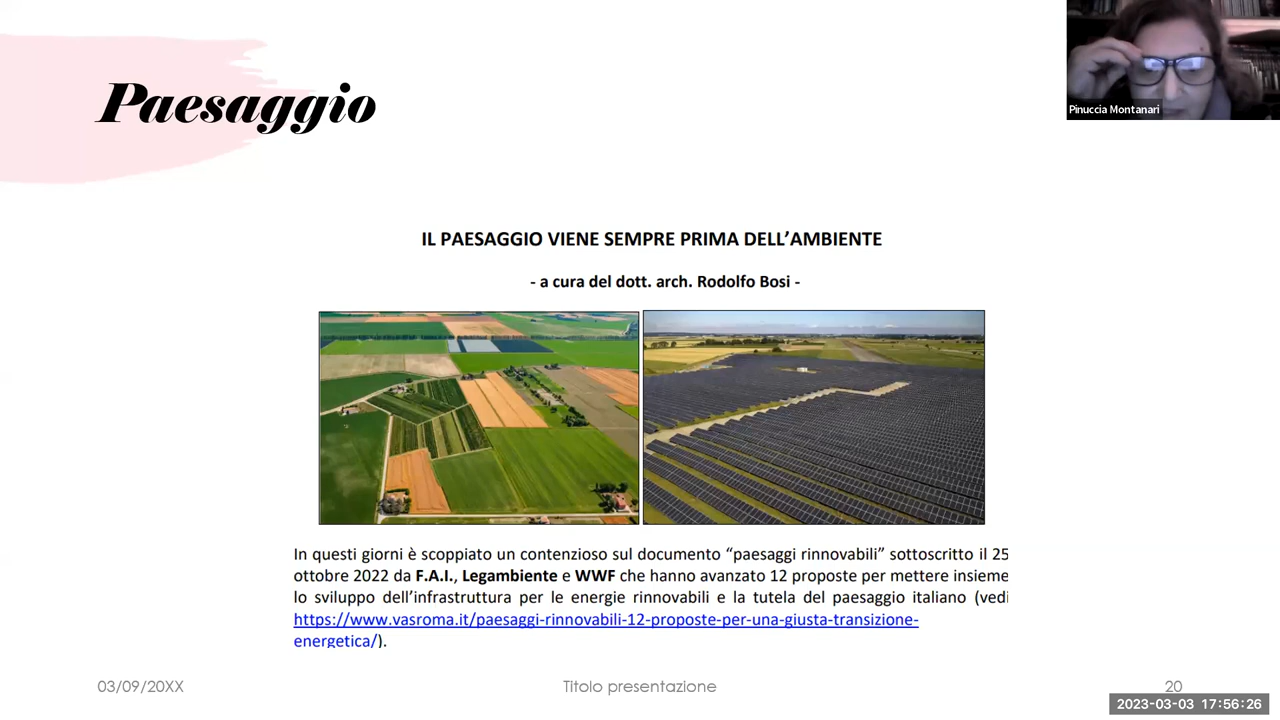 Paesaggio
Pinuccia Montanari
IL PAESAGGIO VIENE SEMPRE PRIMA DELL’AMBIENTE
- a cura del dott. arch. Rodolfo Bosi -
In questi giorni è scoppiato un contenzioso sul documento “paesaggi rinnovabili” sottoscritto il 25
ottobre 2022 da F.A.I., Legambiente e WWF che hanno avanzato 12 proposte per mettere insieme
lo sviluppo dell’infrastruttura per le energie rinnovabili e la tutela del paesaggio italiano (vedi
https://www.vasroma.it/paesaggi-rinnovabili-12-proposte-per-una-giusta-transizione-
energetica/).
03/09/20XX
Titolo presentazione
20
2023-03-03 17:56:26